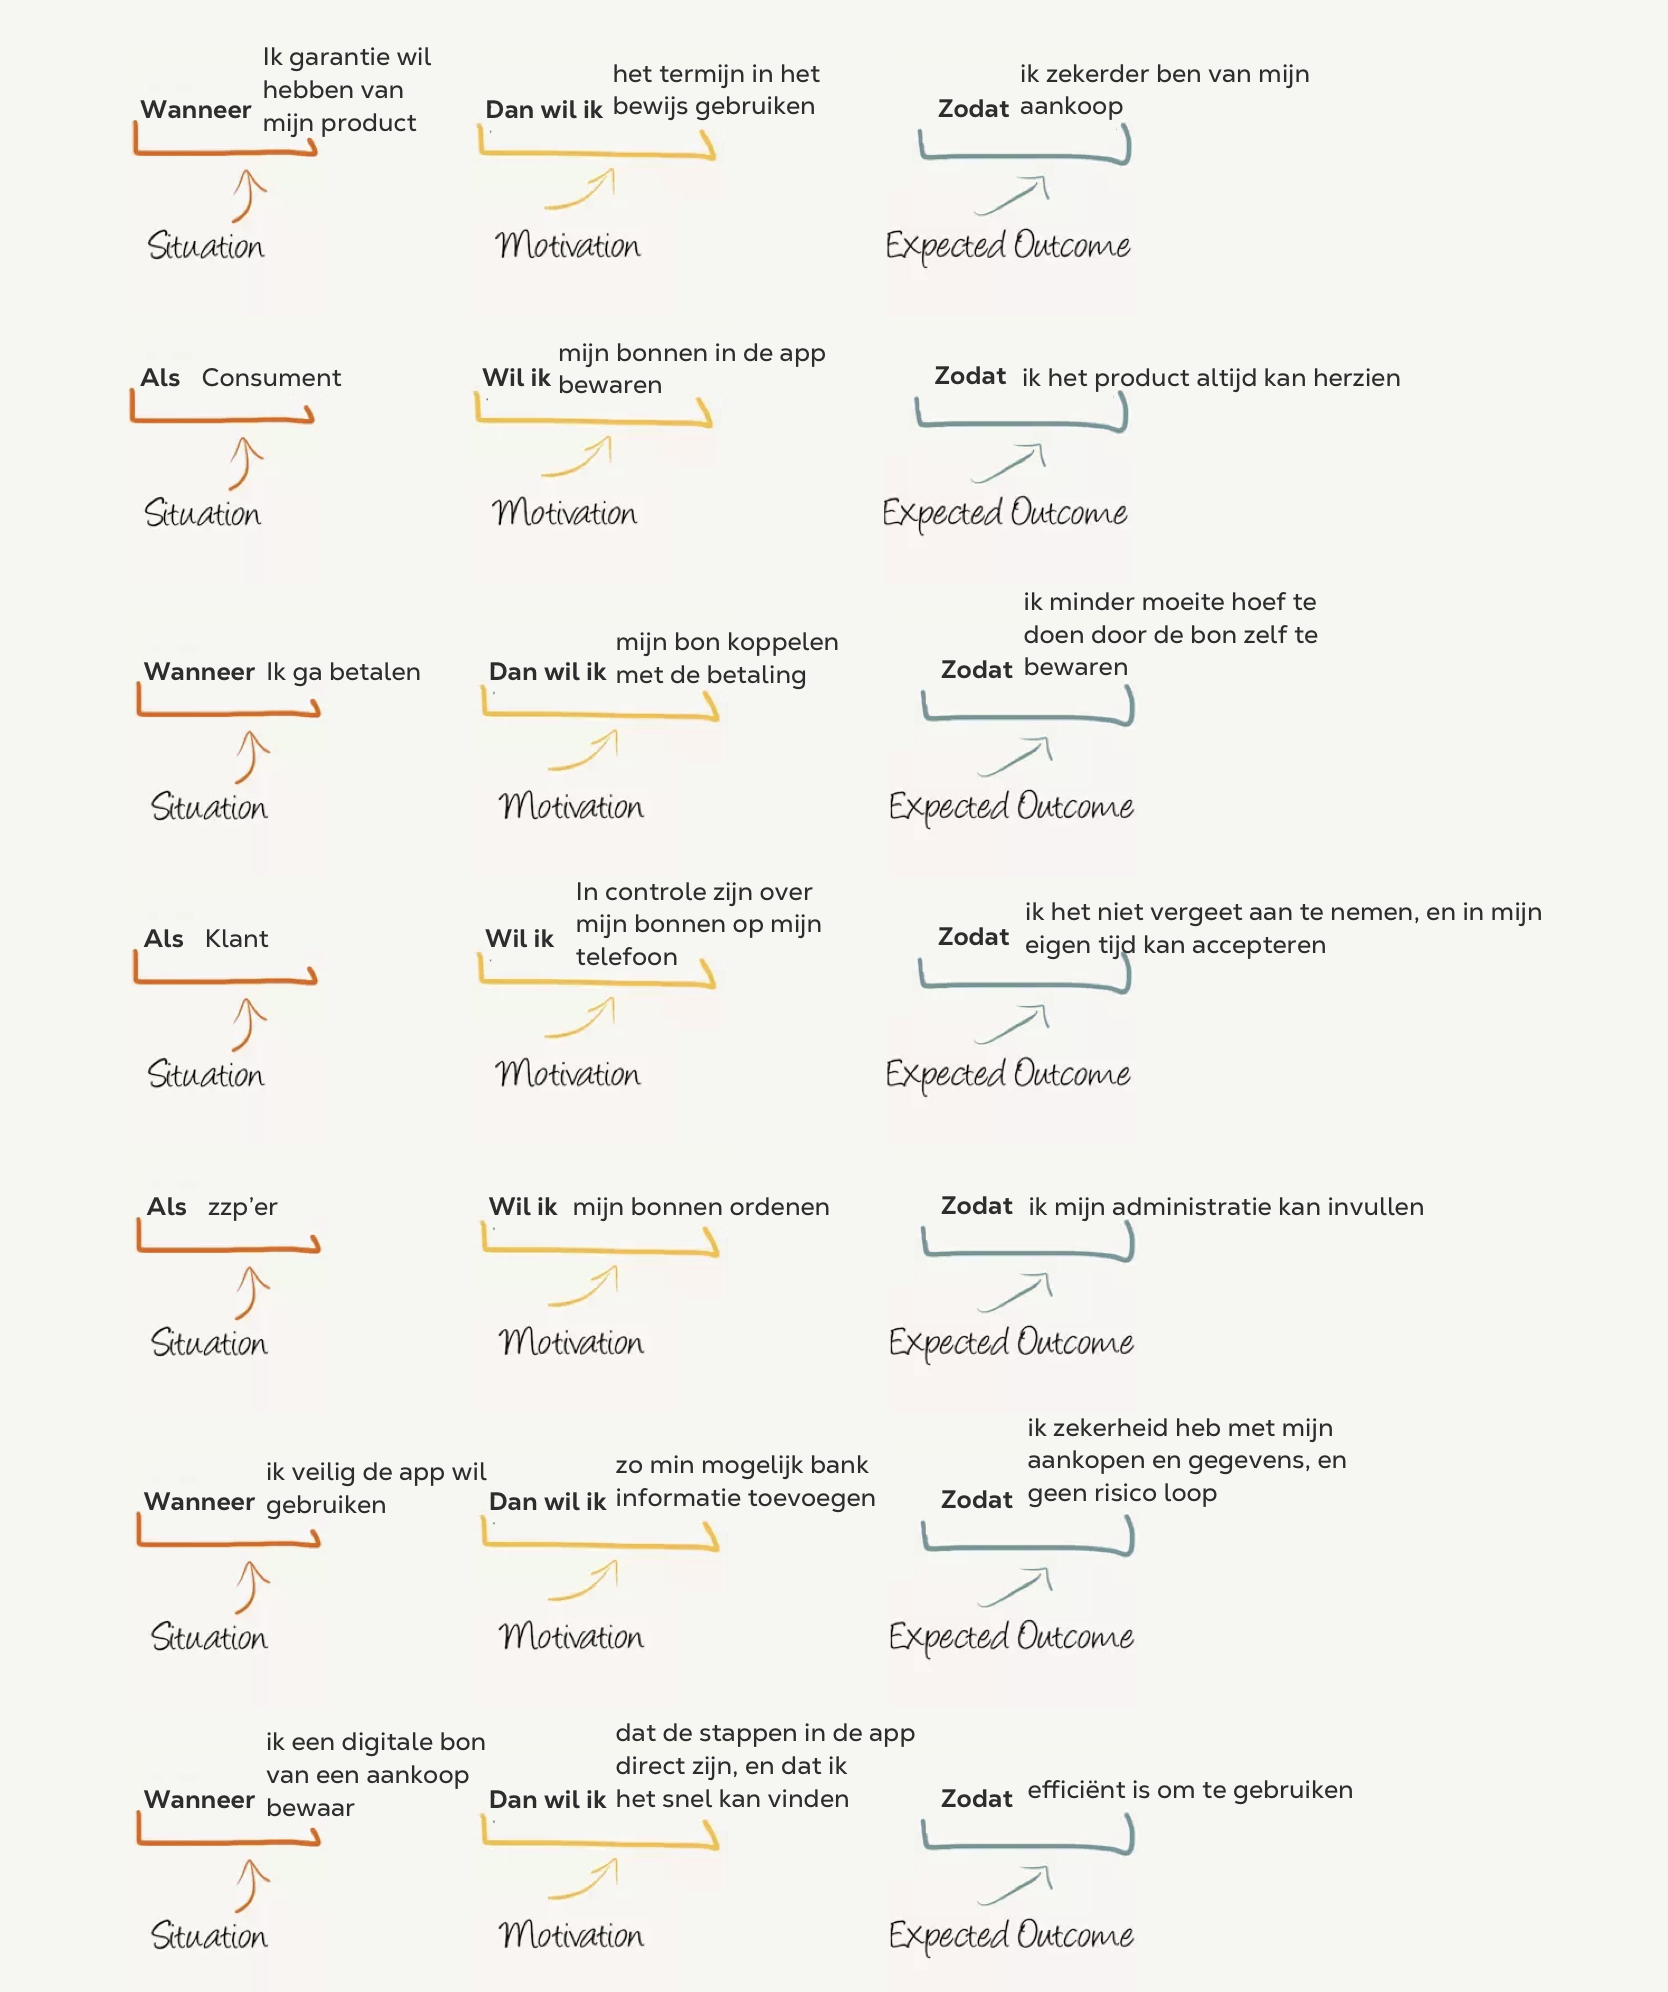 Wanneer Ik garantie wil
hebben van
mijn product
Dan wil ik het termijn in het
bewijs gebruiken
Zodat ik zekerder ben van mijn
aankoop
Situation
Motivation
Expected Outcome
Als Consument
Wil ik mijn bonnen in de app
bewaren
Zodat ik het product altijd kan herzien
Situation
Motivation
Expected Outcome
Wanneer Ik ga betalen
Dan wil ik mijn bon koppelen
met de betaling
Zodat ik minder moeite hoef te
doen door de bon zelf te
bewaren
Situation
Motivation
Expected Outcome
Als Klant
Wil ik In controle zijn over
mijn bonnen op mijn
telefoon
Zodat ik het niet vergeet aan te nemen, en in mijn
eigen tijd kan accepteren
Situation
Motivation
Expected Outcome
Als zzp’er
Wil ik mijn bonnen ordenen
Zodat ik mijn administratie kan invullen
Situation
Motivation
Expected Outcome
Wanneer ik veilig de app wil
gebruiken
Dan wil ik zo min mogelijk bank
informatie toevoegen
Zodat ik zekerheid heb met mijn
aankopen en gegevens, en
geen risico loop
Situation
Motivation
Expected Outcome
Wanneer ik een digitale bon
van een aankoop
bewaar
Dan wil ik dat de stappen in de app
direct zijn, en dat ik
het snel kan vinden
Zodat efficiënt is om te gebruiken
Situation
Motivation
Expected Outcome